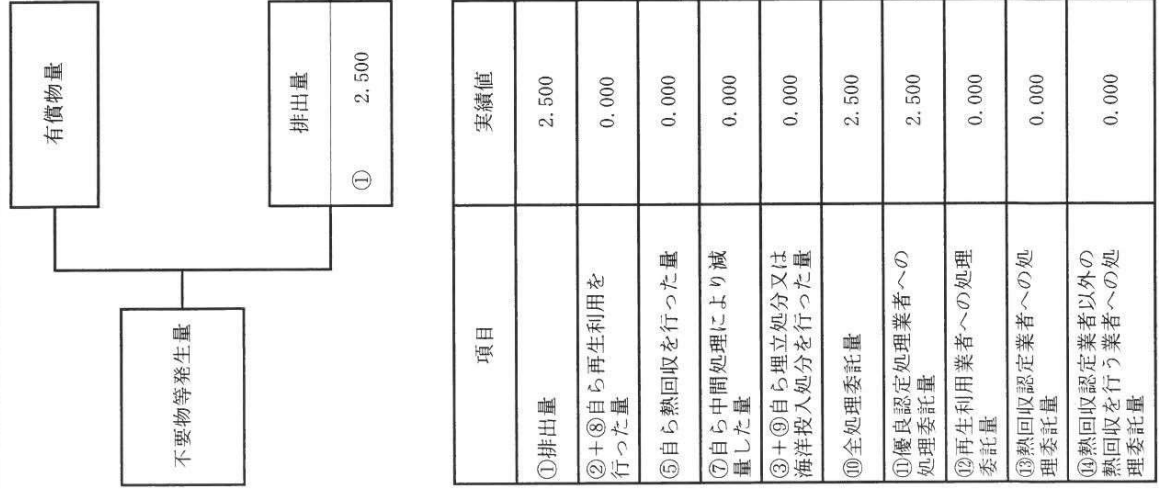 不要物等発生量
有償物量
排出量
① 2.500
項目 実績値
①排出量 2.500
②+⑧自ら再生利用を
行った量 0.000
⑤自ら熱回収を行った量 0.000
⑦自ら中間処理により減
量した量 0.000
③+⑨自ら埋立処分又は
海洋投入処分を行った量 0.000
⑩全処理委託量 2.500
⑪優良認定処理業者への
処理委託量 2.500
⑫再生利用業者への処理
委託量 0.000
⑬熱回収認定業者への処
理委託量 0.000
⑭熱回収認定業者以外の
熱回収を行う業者への処
理委託量 0.000